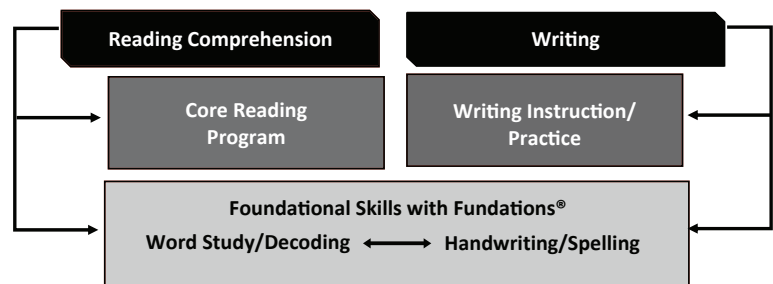 Reading Comprehension
Writing
Core Reading
Program
Writing Instruction/
Practice
Foundational Skills with Fundations®
Word Study/Decoding
Handwriting/Spelling